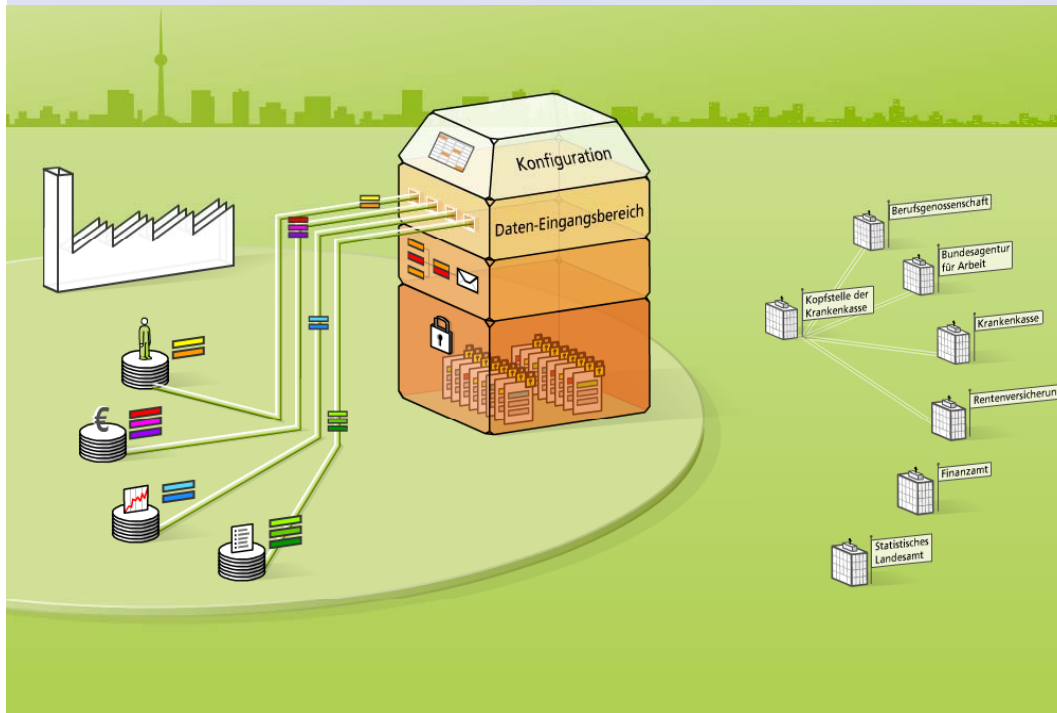 Konfiguration
Daten-Eingangsbereich
€
Berufsgenossenschaft
Bundesagentur
für Arbeit
Kopfstelle der
Krankenkasse
Krankenkasse
Rentenversicherun
Finanzamt
Statistisches
Landesamt